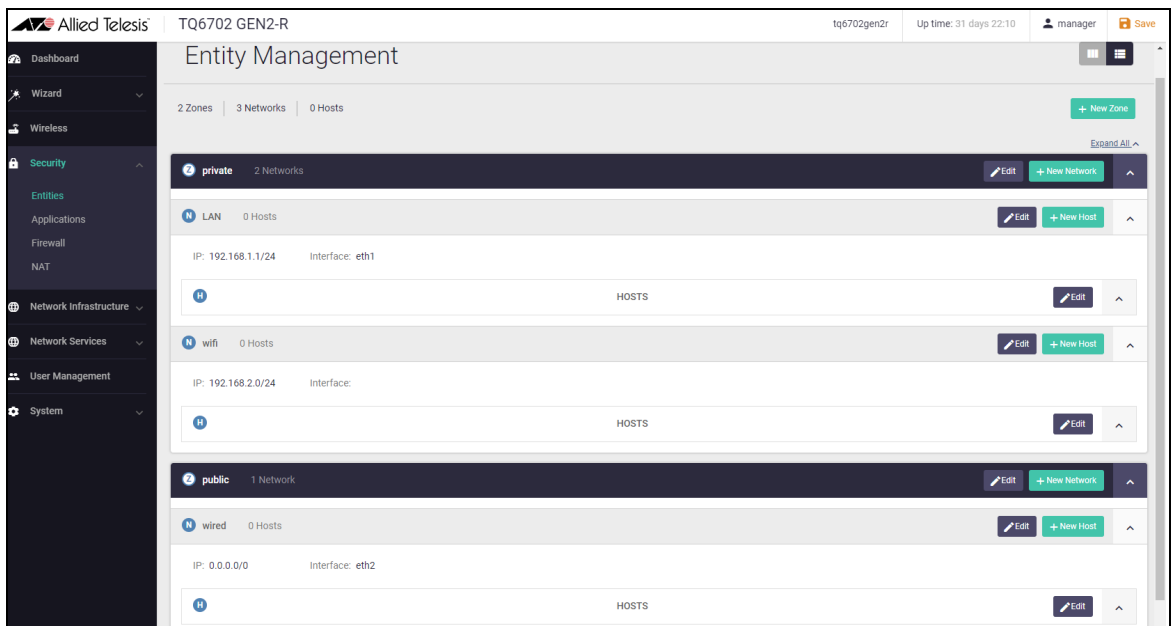 Allied Telesis
TQ6702 GEN2-R
tq6702gen2r
Up time: 31 days 22:10
manager
Save
Dashboard
Wizard
Wireless
Security
Entities
Applications
Firewall
NAT
Network Infrastructure
Network Services
User Management
System
Entity Management
2 Zones
3 Networks
0 Hosts
+ New Zone
Expand All
Z private 2 Networks Edit + New Network
N LAN 0 Hosts Edit + New Host
IP: 192.168.1.1/24 Interface: eth1
H HOSTS Edit
N wifi 0 Hosts Edit + New Host
IP: 192.168.2.0/24 Interface:
H HOSTS Edit
Z public 1 Network Edit + New Network
N wired 0 Hosts Edit + New Host
IP: 0.0.0.0/0 Interface: eth2
H HOSTS Edit